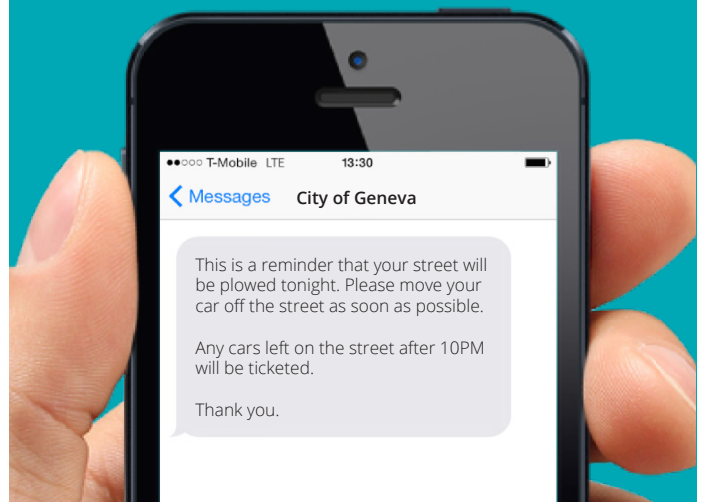 T-Mobile LTE 13:30
Messages City of Geneva
This is a reminder that your street will
be plowed tonight. Please move your
car off the street as soon as possible.
Any cars left on the street after 10PM
will be ticketed.
Thank you.